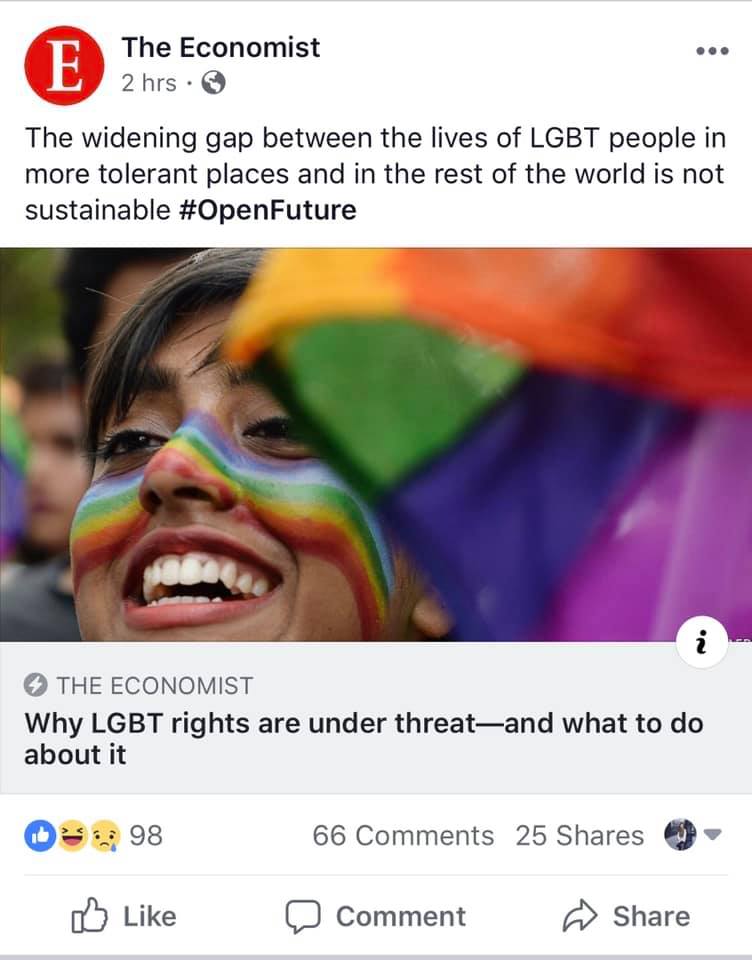 E
The Economist
2 hrs ·
The widening gap between the lives of LGBT people in
more tolerant places and in the rest of the world is not
sustainable #OpenFuture
i
THE ECONOMIST
Why LGBT rights are under threat—and what to do
about it
98
66 Comments 25 Shares
Like Comment Share